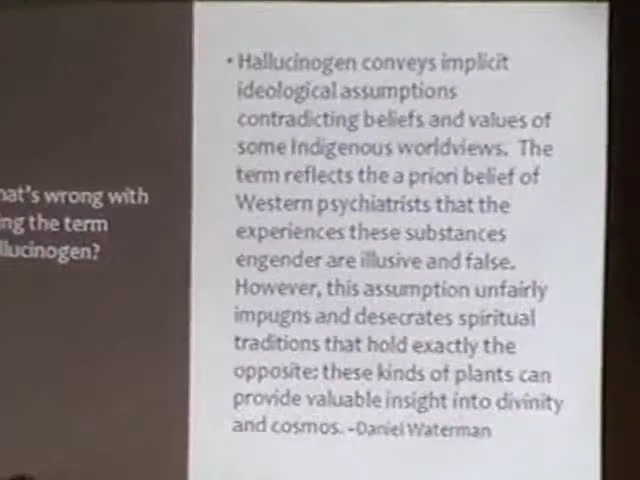 hat's wrong with
ing the term
llucinogen?
• Hallucinogen conveys implicit
ideological assumptions
contradicting beliefs and values of
some Indigenous worldviews. The
term reflects the a priori belief of
Western psychiatrists that the
experiences these substances
engender are illusive and false.
However, this assumption unfairly
impugns and desecrates spiritual
traditions that hold exactly the
opposite: these kinds of plants can
provide valuable insight into divinity
and cosmos. -Daniel Waterman